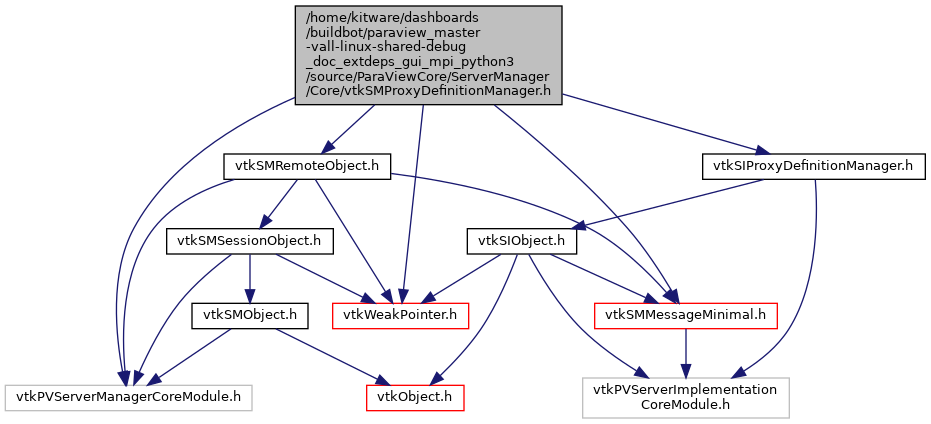 /home/kitware/dashboards
/buildbot/paraview_master
-vall-linux-shared-debug
_doc_extdeps_gui_mpi_python3
/source/ParaViewCore/ServerManager
/Core/vtkSMProxyDefinitionManager.h
vtkSMRemoteObject.h
vtkSIProxyDefinitionManager.h
vtkSMSessionObject.h
vtkSIObject.h
vtkSMObject.h
vtkWeakPointer.h
vtkSMMessageMinimal.h
vtkPVServerManagerCoreModule.h
vtkObject.h
vtkPVServerImplementation
CoreModule.h